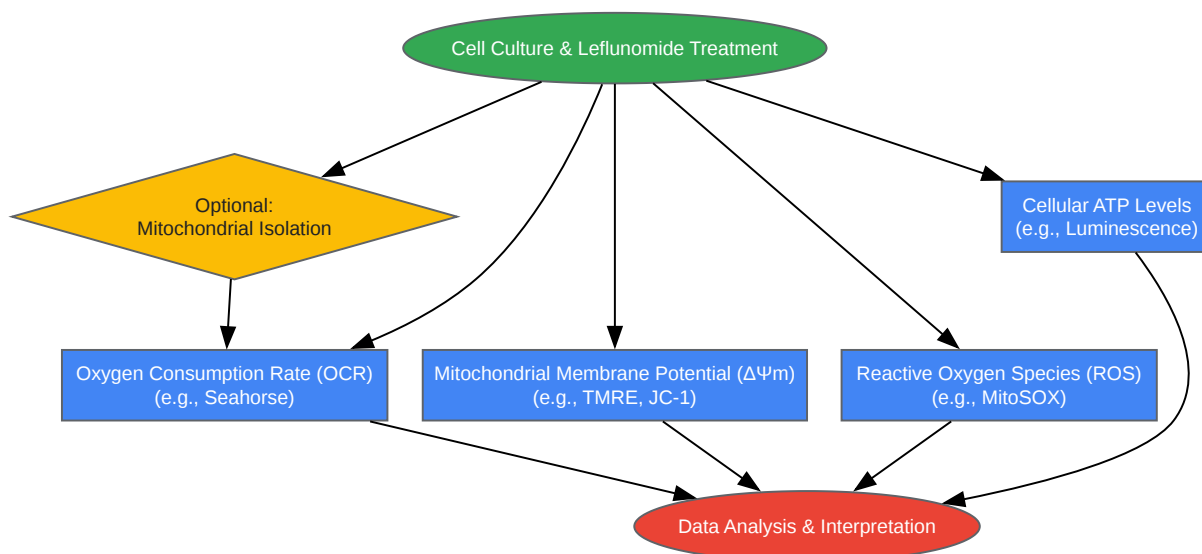 Cell Culture & Leflunomide Treatment
Optional:
Mitochondrial Isolation
Cellular ATP Levels
(e.g., Luminescence)
Oxygen Consumption Rate (OCR)
(e.g., Seahorse)
Mitochondrial Membrane Potential (ΔΨm)
(e.g., TMRE, JC-1)
Reactive Oxygen Species (ROS)
(e.g., MitoSOX)
Data Analysis & Interpretation